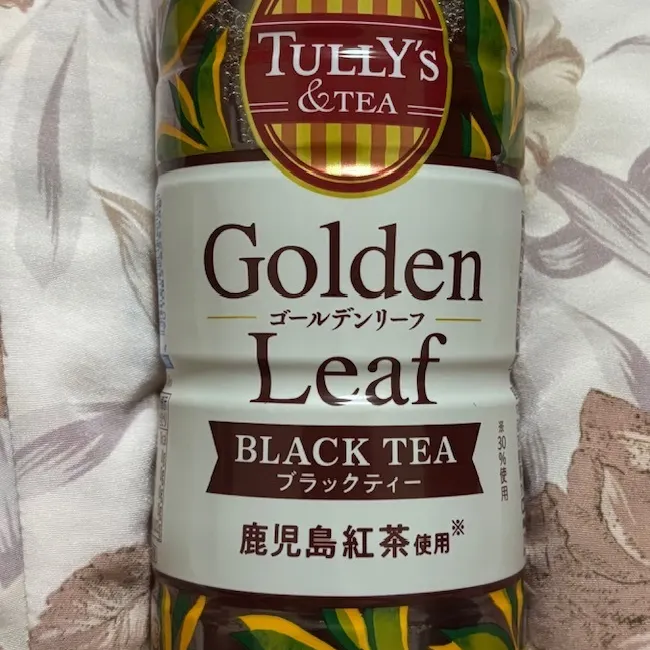 TULLY's
& TEA
Golden
ゴールデンリーフ
Leaf
BLACK TEA
ブラックティー
鹿児島紅茶使用※
※30%使用